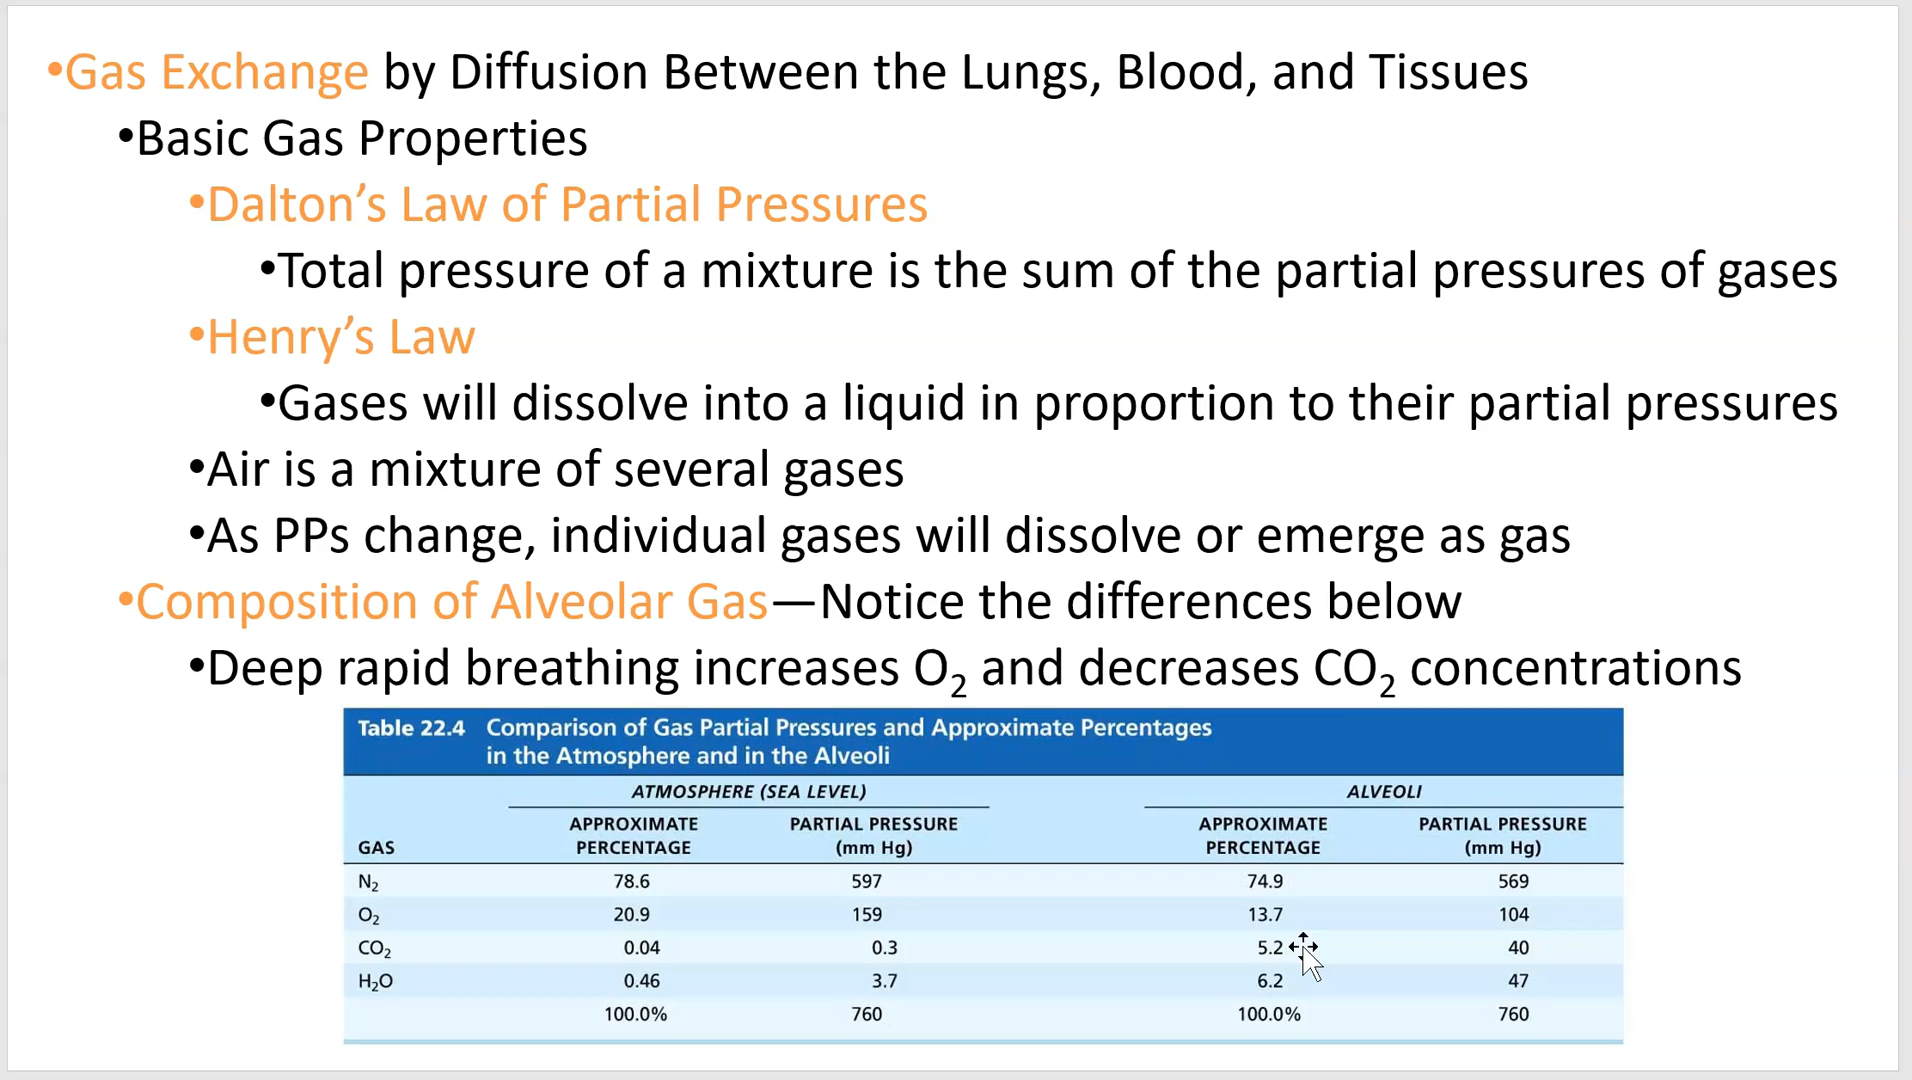 •Gas Exchange by Diffusion Between the Lungs, Blood, and Tissues
•Basic Gas Properties
•Dalton’s Law of Partial Pressures
•Total pressure of a mixture is the sum of the partial pressures of gases
•Henry’s Law
•Gases will dissolve into a liquid in proportion to their partial pressures
•Air is a mixture of several gases
•As PPs change, individual gases will dissolve or emerge as gas
•Composition of Alveolar Gas—Notice the differences below
•Deep rapid breathing increases O₂ and decreases CO₂ concentrations
Table 22.4 Comparison of Gas Partial Pressures and Approximate Percentages
in the Atmosphere and in the Alveoli
ATMOSPHERE (SEA LEVEL) ALVEOLI
APPROXIMATE PARTIAL PRESSURE APPROXIMATE PARTIAL PRESSURE
GAS PERCENTAGE (mm Hg) PERCENTAGE (mm Hg)
N₂ 78.6 597 74.9 569
O₂ 20.9 159 13.7 104
CO₂ 0.04 0.3 5.2 40
H₂O 0.46 3.7 6.2 47
100.0% 760 100.0% 760